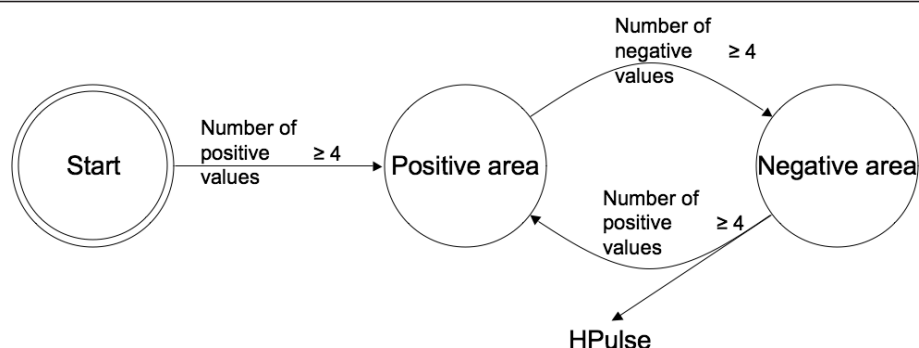 Number of
negative
values
≥ 4
Number of
positive
values
≥ 4
Start
Positive area
Negative area
Number of
positive
values
≥ 4
HPulse